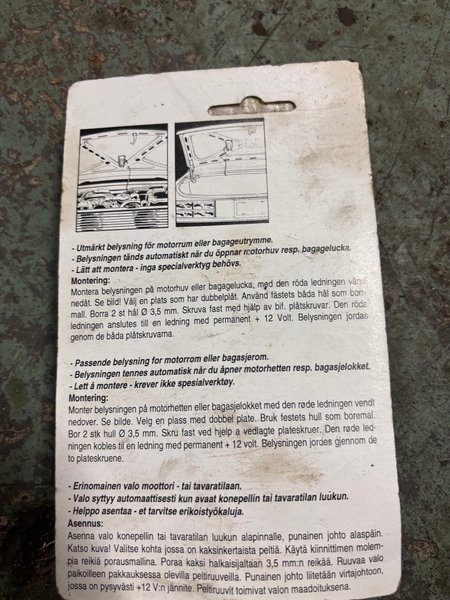 - Utmärkt belysning för motorrum eller bagageutrymme.
- Belysningen tänds automatiskt när du öppnar motorhuv resp. bagagelucka.
- Lätt att montera - inga specialverktyg behövs.
Montering:
Montera belysningen på motorhuv eller bagagelucka, med den röda ledningen vänd
nedåt. Se bild! Välj en plats som har dubbelplåt. Använd fästets båda hål som borr-
mall. Borra 2 st hål Ø 3,5 mm. Skruva fast med hjälp av bif. plåtskruvar. Den röda
ledningen anslutes till en ledning med permanent + 12 Volt. Belysningen jordas
genom de båda plåtskruvarna.
- Passende belysning for motorrom eller bagasjerom.
- Belysningen tennes automatisk når du åpner motorhetten resp. bagasjelokket.
- Lett å montere - krever ikke spesialverktøy.
Montering:
Monter belysningen på motorhetten eller bagasjelokket med den røde ledningen vendt
nedover. Se bilde. Velg en plass med dobbel plate. Bruk festets hull som boremal.
Bor 2 stk hull Ø 3,5 mm. Skru fast ved hjelp a vedlagte plateskruer. Den røde led-
ningen kobles til en ledning med permanent + 12 volt. Belysningen jordes gjennom de
to plateskruene.
- Erinomainen valo moottori - tai tavaratilaan.
- Valo syttyy automaattisesti kun avaat konepellin tai tavaratilan luukun.
- Helppo asentaa - et tarvitse erikoistyökaluja.
Asennus:
Asenna valo konepellin tai tavaratilan luukun alapinnalle, punainen johto alaspäin.
Katso kuva! Valitse kohta jossa on kaksinkertaista peltiä. Käytä kiinnittimen molem-
pia reikiä porausmallina. Poraa kaksi halkaisijaltaan 3,5 mm:n reikää. Ruuvaa valo
paikoilleen pakkauksessa olevilla peltiruuveilla. Punainen johto liitetään virtajohtoon,
jossa on pysyvästi +12 V:n jännite. Peltiruuvit toimivat valon maadoituksena.